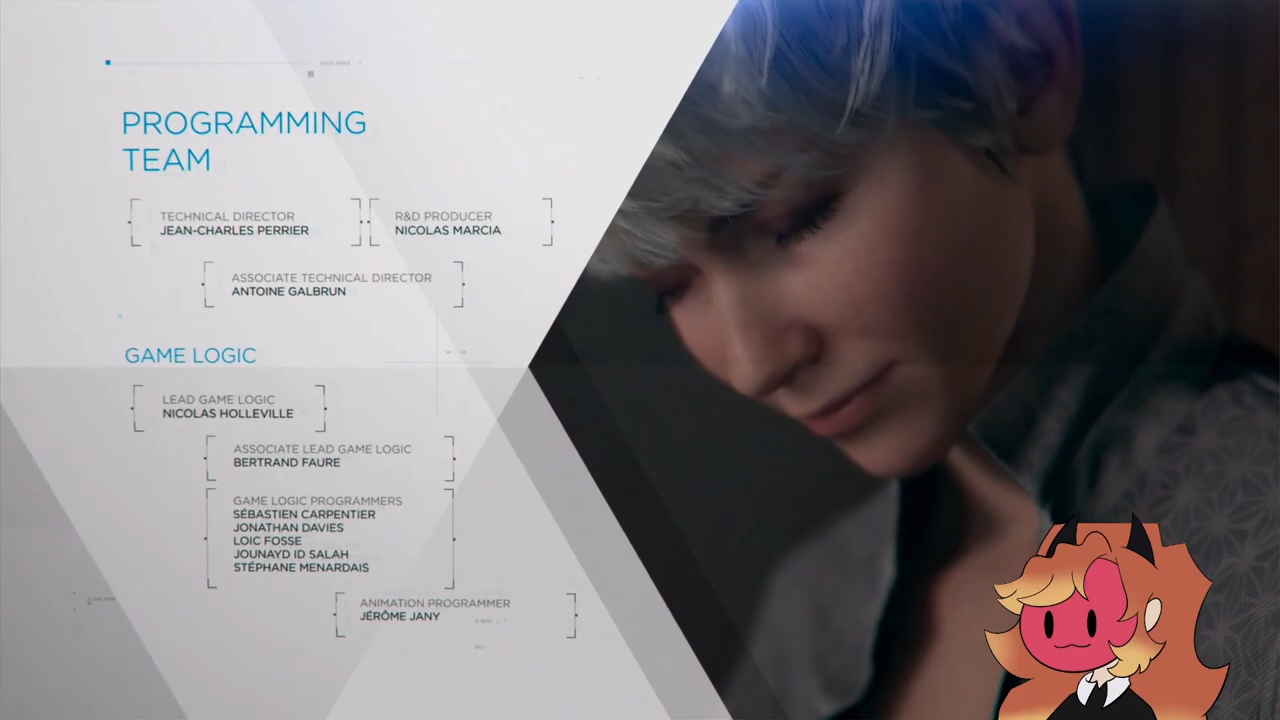 PROGRAMMING
TEAM
TECHNICAL DIRECTOR
JEAN-CHARLES PERRIER
R&D PRODUCER
NICOLAS MARCIA
ASSOCIATE TECHNICAL DIRECTOR
ANTOINE GALBRUN
GAME LOGIC
LEAD GAME LOGIC
NICOLAS HOLLEVILLE
ASSOCIATE LEAD GAME LOGIC
BERTRAND FAURE
GAME LOGIC PROGRAMMERS
SÉBASTIEN CARPENTIER
JONATHAN DAVIES
LOIC FOSSE
JOUNAYD ID SALAH
STÉPHANE MENARDAIS
ANIMATION PROGRAMMER
JÉRÔME JANY